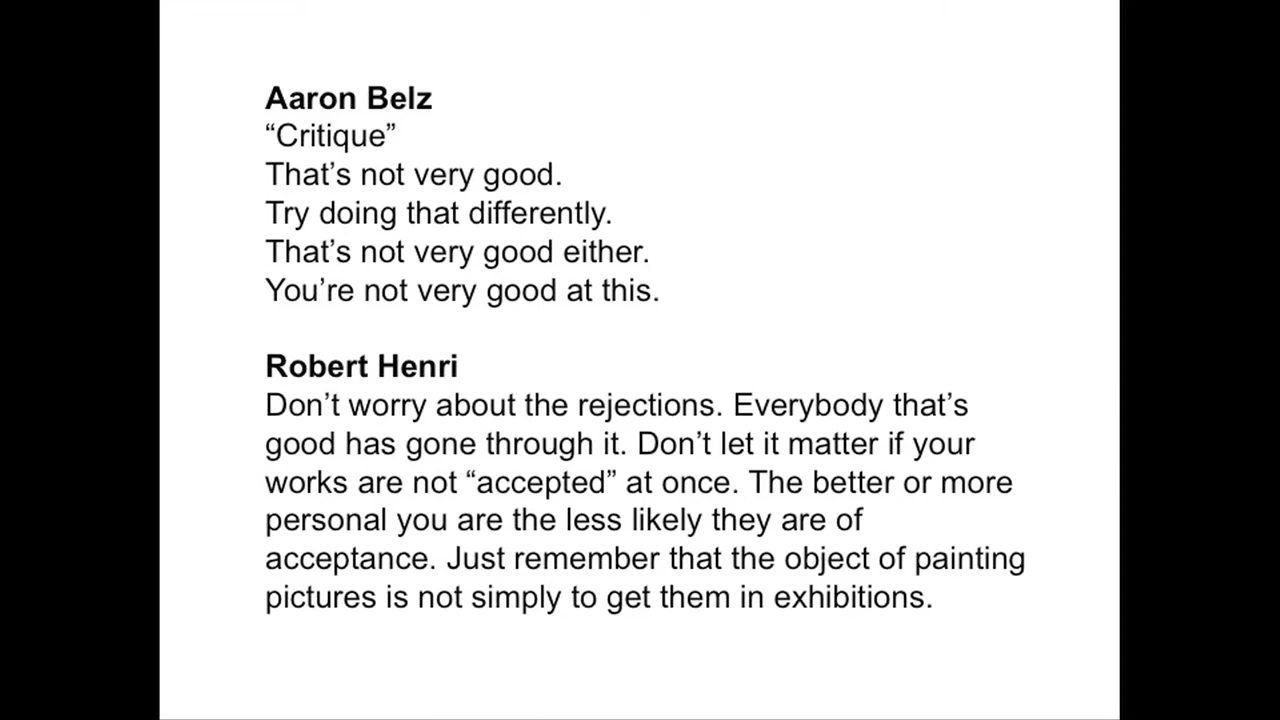 Aaron Belz
“Critique”
That’s not very good.
Try doing that differently.
That’s not very good either.
You’re not very good at this.
Robert Henri
Don’t worry about the rejections. Everybody that’s
good has gone through it. Don’t let it matter if your
works are not “accepted” at once. The better or more
personal you are the less likely they are of
acceptance. Just remember that the object of painting
pictures is not simply to get them in exhibitions.